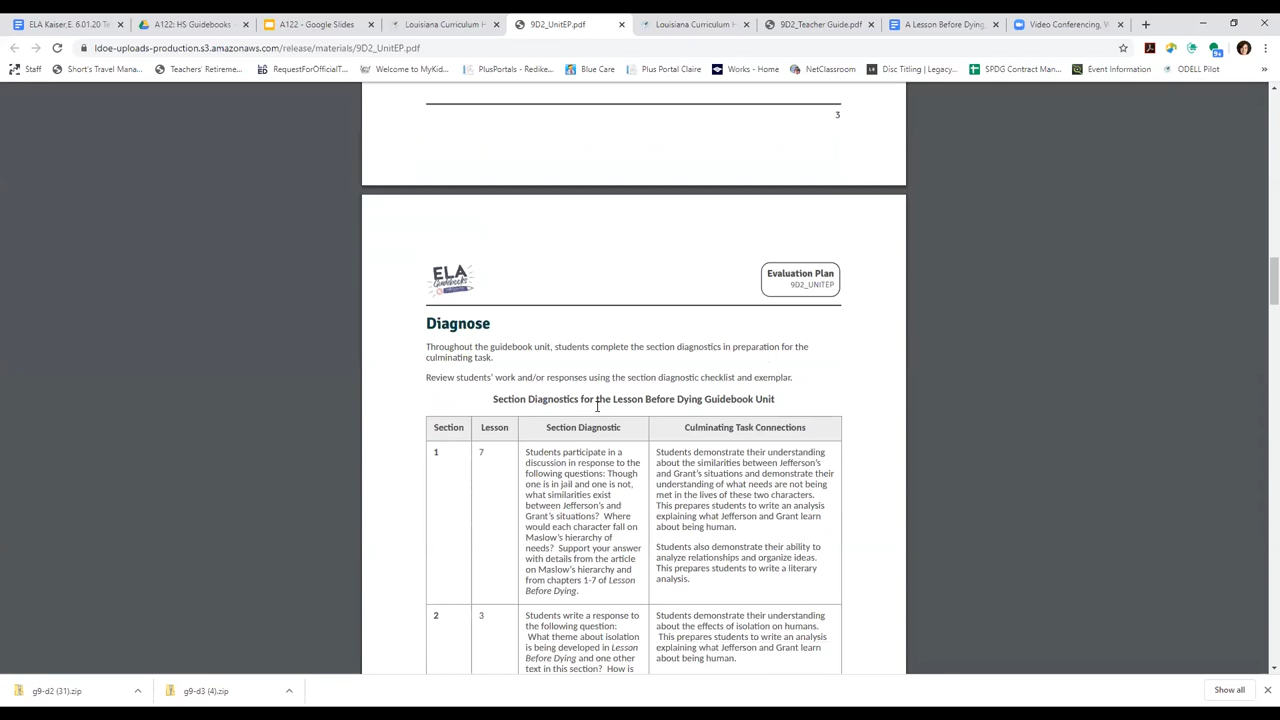 ELA Kaiser,E. 6.01.20 Te
A122: HS Guidebooks
A122 - Google Slides
Louisiana Curriculum H
9D2_UnitEP.pdf
Louisiana Curriculum H
9D2_Teacher Guide.pdf
A Lesson Before Dying,
Video Conferencing, W
ldoe-uploads-production.s3.amazonaws.com/release/materials/9D2_UnitEP.pdf
9+
Staff
Short's Travel Mana...
Teachers' Retireme...
RequestForOfficialT...
Welcome to MyKid...
PlusPortals - Redike...
Blue Care
Plus Portal Claire
Works - Home
NetClassroom
Disc Titling | Legacy...
SPDG Contract Man...
Event Information
ODELL Pilot
»
3
ELA
Guidebooks
Evaluation Plan
9D2_UNITEP
Diagnose
Throughout the guidebook unit, students complete the section diagnostics in preparation for the
culminating task.
Review students' work and/or responses using the section diagnostic checklist and exemplar.
Section Diagnostics for the Lesson Before Dying Guidebook Unit
Section Lesson Section Diagnostic Culminating Task Connections
1
7
Students participate in a
discussion in response to the
following questions: Though
one is in jail and one is not,
what similarities exist
between Jefferson's and
Grant's situations? Where
would each character fall on
Maslow's hierarchy of
needs? Support your answer
with details from the article
on Maslow's hierarchy and
from chapters 1-7 of Lesson
Before Dying.
Students demonstrate their understanding
about the similarities between Jefferson's
and Grant's situations and demonstrate their
understanding of what needs are not being
met in the lives of these two characters.
This prepares students to write an analysis
explaining what Jefferson and Grant learn
about being human.
Students also demonstrate their ability to
analyze relationships and organize ideas.
This prepares students to write a literary
analysis.
2
3
Students write a response to
the following question:
What theme about isolation
is being developed in Lesson
Before Dying and one other
text in this section? How is
Students demonstrate their understanding
about the effects of isolation on humans.
This prepares students to write an analysis
explaining what Jefferson and Grant learn
about being human.
g9-d2 (31).zip
g9-d3 (4).zip
Show all